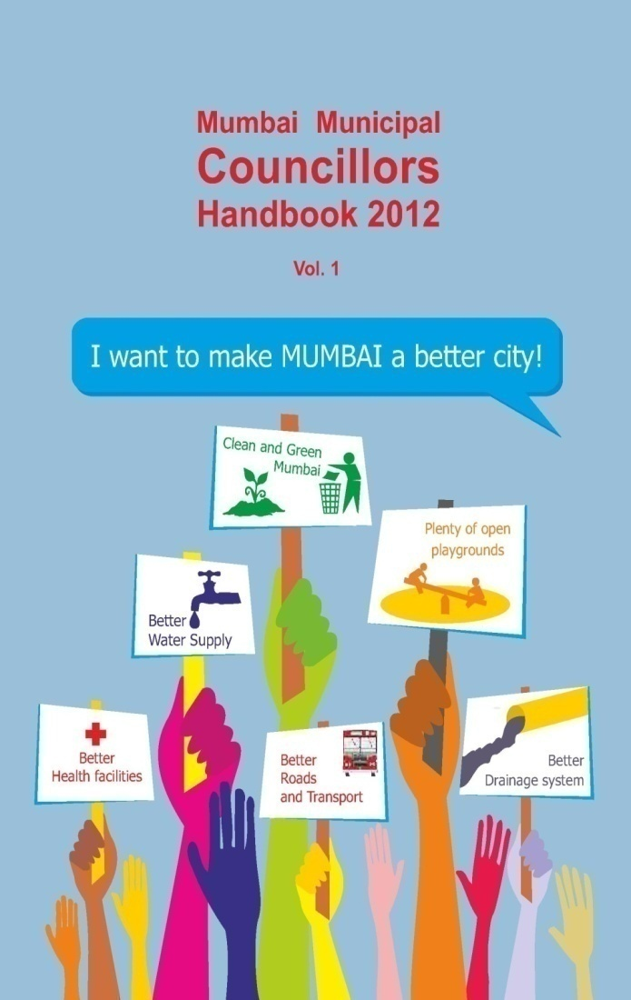 Mumbai Municipal
Councillors
Handbook 2012
Vol. 1
I want to make MUMBAI a better city!
Clean and Green
Mumbai
Plenty of open
playgrounds
Better
Water Supply
Better
Health facilities
Better
Roads
and Transport
Better
Drainage system